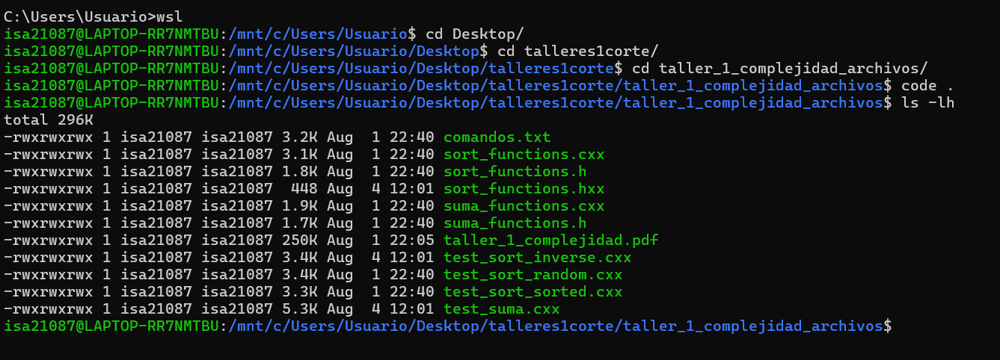 C:\Users\Usuario>wsl
isa21087@LAPTOP-RR7NMTBU:/mnt/c/Users/Usuario$ cd Desktop/
isa21087@LAPTOP-RR7NMTBU:/mnt/c/Users/Usuario/Desktop$ cd talleres1corte/
isa21087@LAPTOP-RR7NMTBU:/mnt/c/Users/Usuario/Desktop/talleres1corte$ cd taller_1_complejidad_archivos/
isa21087@LAPTOP-RR7NMTBU:/mnt/c/Users/Usuario/Desktop/talleres1corte/taller_1_complejidad_archivos$ code .
isa21087@LAPTOP-RR7NMTBU:/mnt/c/Users/Usuario/Desktop/talleres1corte/taller_1_complejidad_archivos$ ls -lh
total 296K
-rwxrwxrwx 1 isa21087 isa21087 3.2K Aug  1 22:40 comandos.txt
-rwxrwxrwx 1 isa21087 isa21087 3.1K Aug  1 22:40 sort_functions.cxx
-rwxrwxrwx 1 isa21087 isa21087 1.8K Aug  1 22:40 sort_functions.h
-rwxrwxrwx 1 isa21087 isa21087  448 Aug  4 12:01 sort_functions.hxx
-rwxrwxrwx 1 isa21087 isa21087 1.9K Aug  1 22:40 suma_functions.cxx
-rwxrwxrwx 1 isa21087 isa21087 1.7K Aug  1 22:40 suma_functions.h
-rwxrwxrwx 1 isa21087 isa21087 250K Aug  1 22:05 taller_1_complejidad.pdf
-rwxrwxrwx 1 isa21087 isa21087 3.4K Aug  4 12:01 test_sort_inverse.cxx
-rwxrwxrwx 1 isa21087 isa21087 3.4K Aug  1 22:40 test_sort_random.cxx
-rwxrwxrwx 1 isa21087 isa21087 3.3K Aug  1 22:40 test_sort_sorted.cxx
-rwxrwxrwx 1 isa21087 isa21087 5.3K Aug  4 12:01 test_suma.cxx
isa21087@LAPTOP-RR7NMTBU:/mnt/c/Users/Usuario/Desktop/talleres1corte/taller_1_complejidad_archivos$